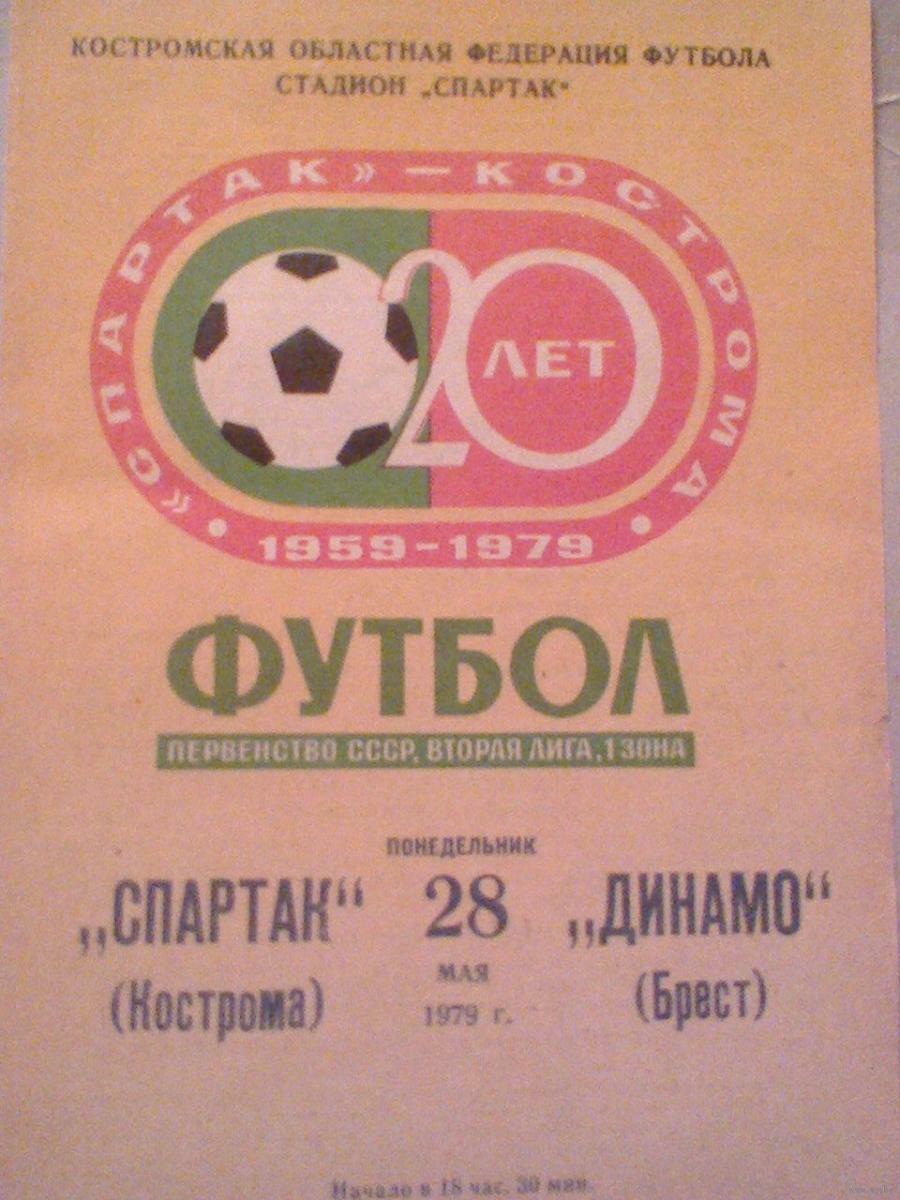 КОСТРОМСКАЯ ОБЛАСТНАЯ ФЕДЕРАЦИЯ ФУТБОЛА
СТАДИОН „СПАРТАК"
«СПАРТАК» — КОСТРОМА
20
ЛЕТ
1959-1979
ФУТБОЛ
ПЕРВЕНСТВО СССР, ВТОРАЯ ЛИГА, 1 ЗОНА
ПОНЕДЕЛЬНИК
„СПАРТАК“ 28 „ДИНАМО“
МАЯ
(Кострома) 1979 г. (Брест)
Начало в 18 час. 30 мин.